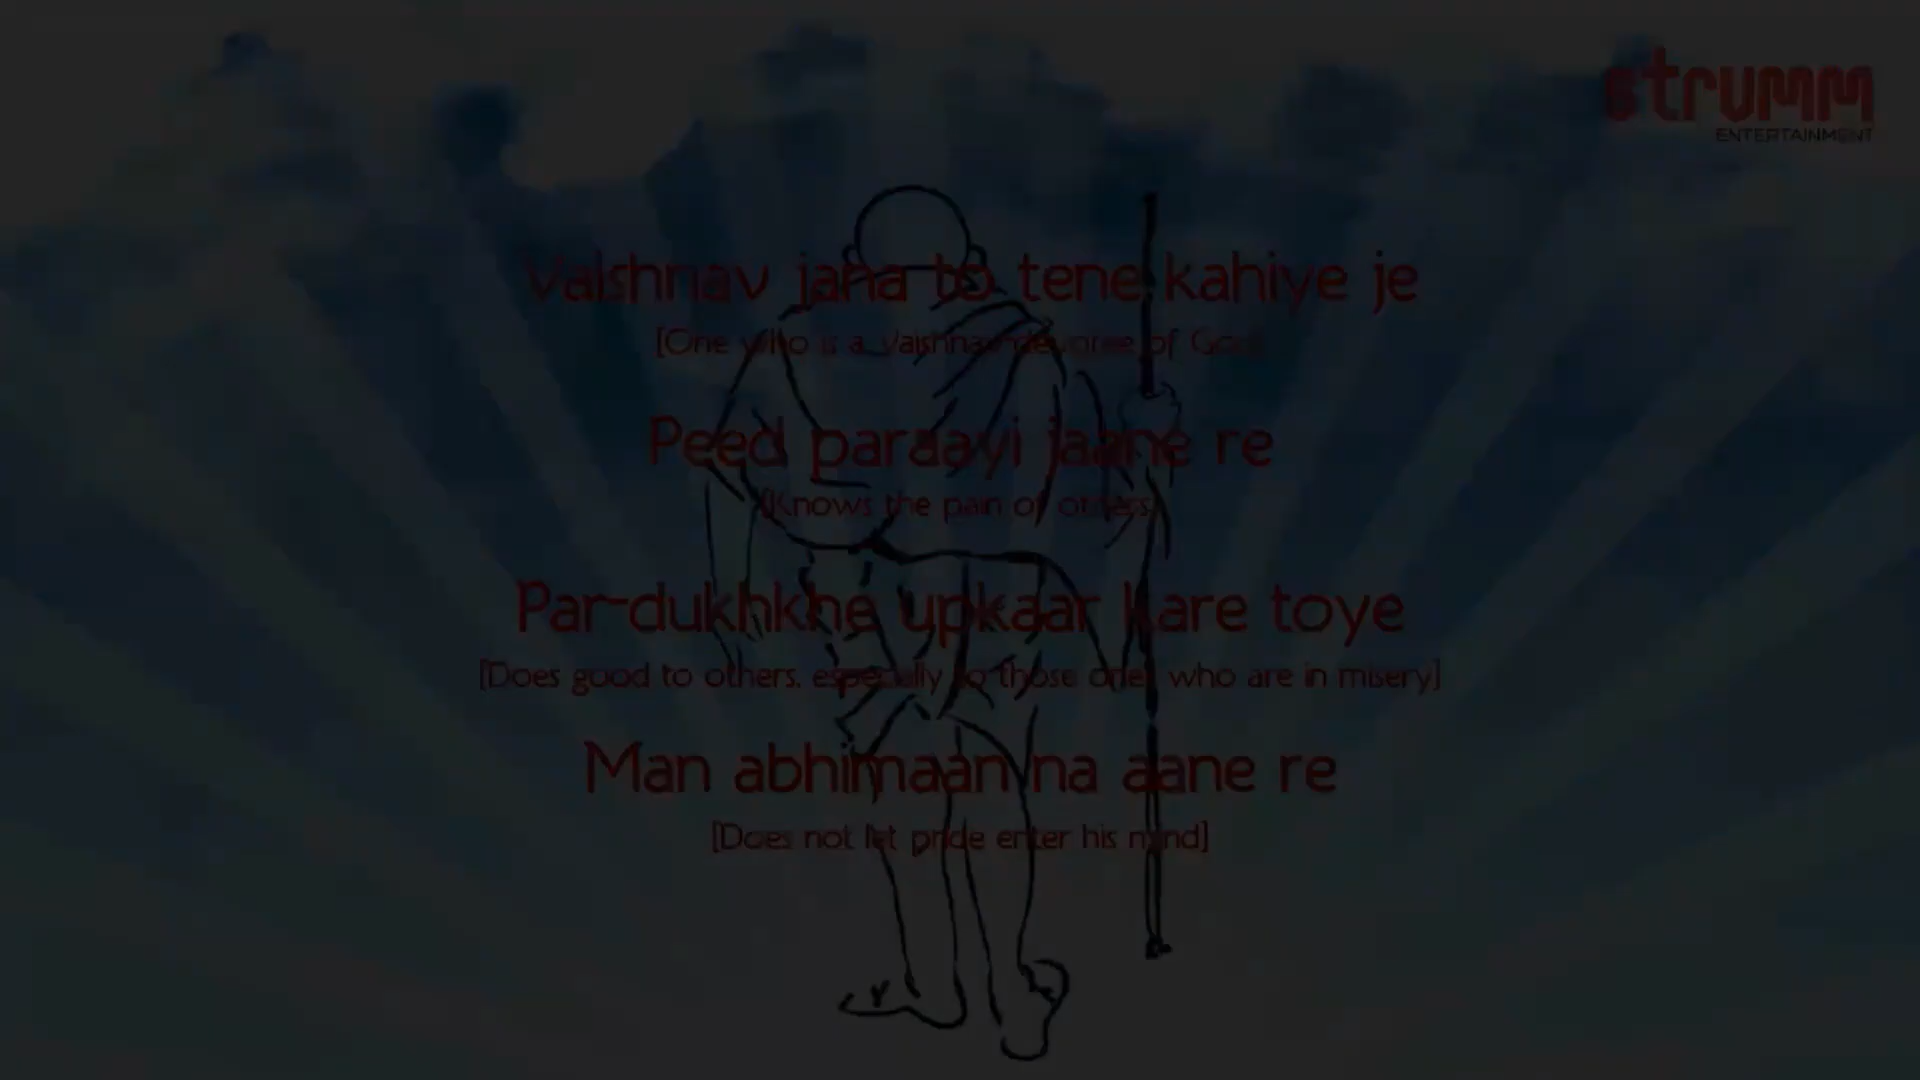 strumm
ENTERTAINMENT
Vaishnav jana to tene kahiye je
[One who is a Vaishnav devotee of God]
Peed paraayi jaane re
[Knows the pain of others]
Par-dukhkhe upkaar kare toye
[Does good to others, especially to those ones who are in misery]
Man abhimaan na aane re
[Does not let pride enter his mind]